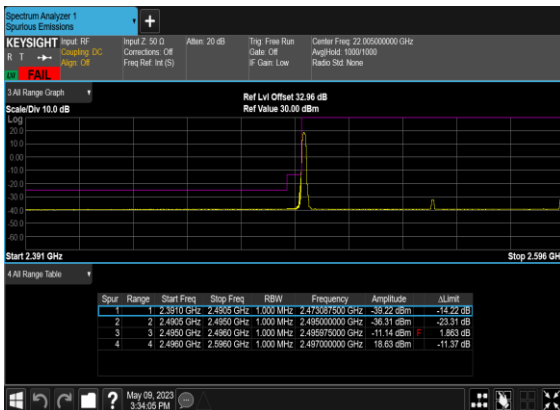 Spectrum Analyzer 1
Spurious Emissions
+
KEYSIGHT Input: RF Input Z: 50 Ω Atten: 20 dB Trig: Free Run Center Freq: 22.005000000 GHz
R T Coupling: DC Corrections: Off Gate: Off Avg|Hold: 1000/1000
Align: Off Freq Ref: Int (S) IF Gain: Low Radio Std: None
LV FAIL
3 All Range Graph
Ref Lvl Offset 32.96 dB
Scale/Div 10.0 dB Ref Value 30.00 dBm
Log
20.0
10.0
0.00
-10.0
-20.0
-30.0
-40.0
-50.0
-60.0
Start 2.391 GHz Stop 2.596 GH
4 All Range Table
Spur Range Start Freq Stop Freq RBW Frequency Amplitude ΔLimit
1 1 2.3910 GHz 2.4905 GHz 1.000 MHz 2.473087500 GHz -39.22 dBm -14.22 dB
2 2 2.4905 GHz 2.4950 GHz 1.000 MHz 2.495000000 GHz -36.31 dBm -23.31 dB
3 3 2.4950 GHz 2.4960 GHz 1.000 MHz 2.495975000 GHz -11.14 dBm F 1.863 dB
4 4 2.4960 GHz 2.5960 GHz 1.000 MHz 2.497000000 GHz 18.63 dBm -11.37 dB
?
May 09, 2023
3:34:05 PM